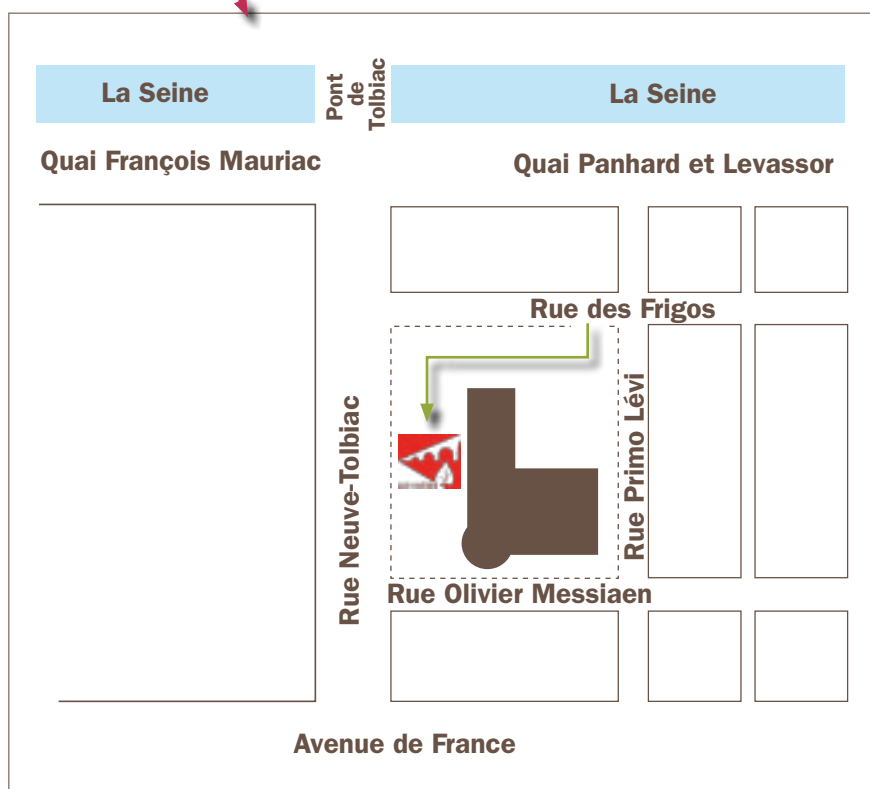 La Seine
Pont
de
Tolbiac
La Seine
Quai François Mauriac
Quai Panhard et Levassor
Rue des Frigos
Rue Neuve-Tolbiac
Rue Primo Lévi
Rue Olivier Messiaen
Avenue de France